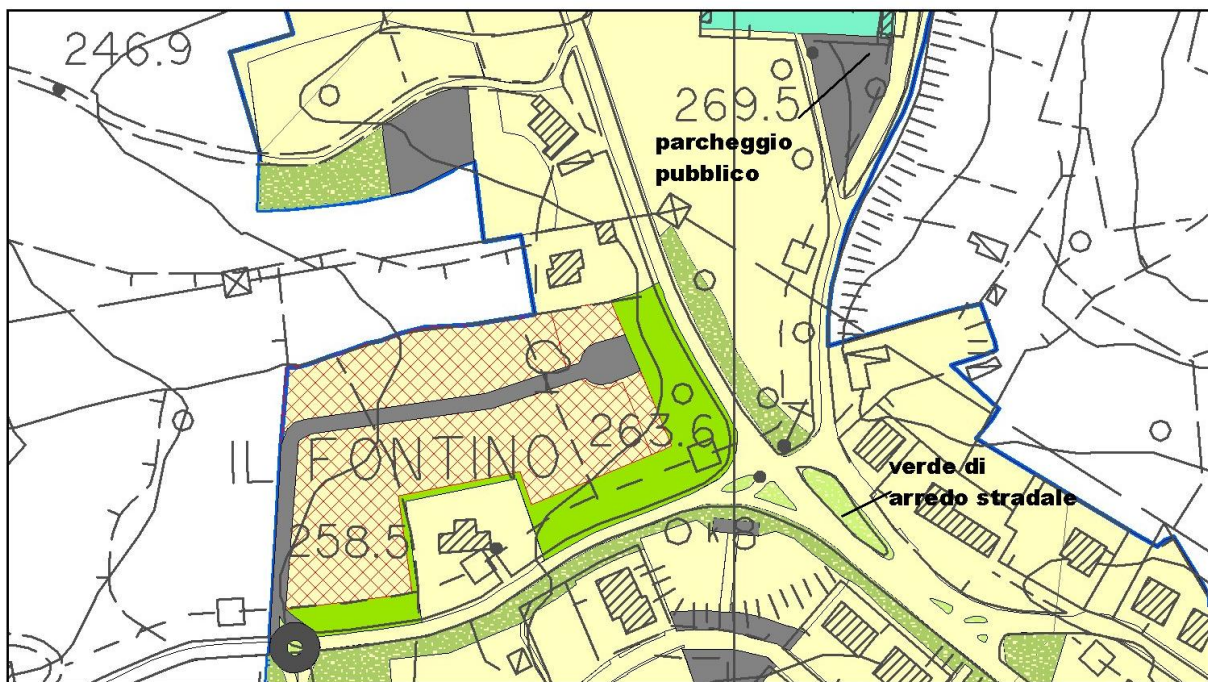 246.9
269.5
parcheggio
pubblico
263.6
IL FONTINO
verde di
arredo stradale
258.5